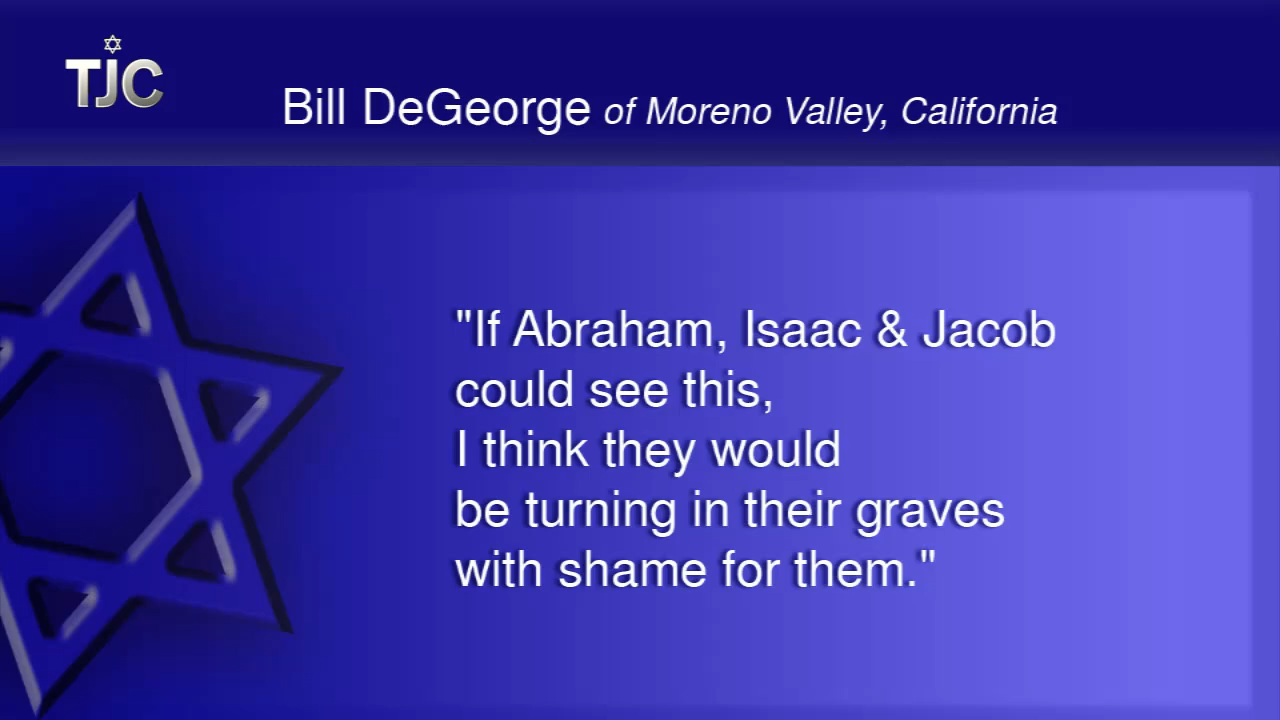 TJC
Bill DeGeorge of Moreno Valley, California
"If Abraham, Isaac & Jacob
could see this,
I think they would
be turning in their graves
with shame for them."